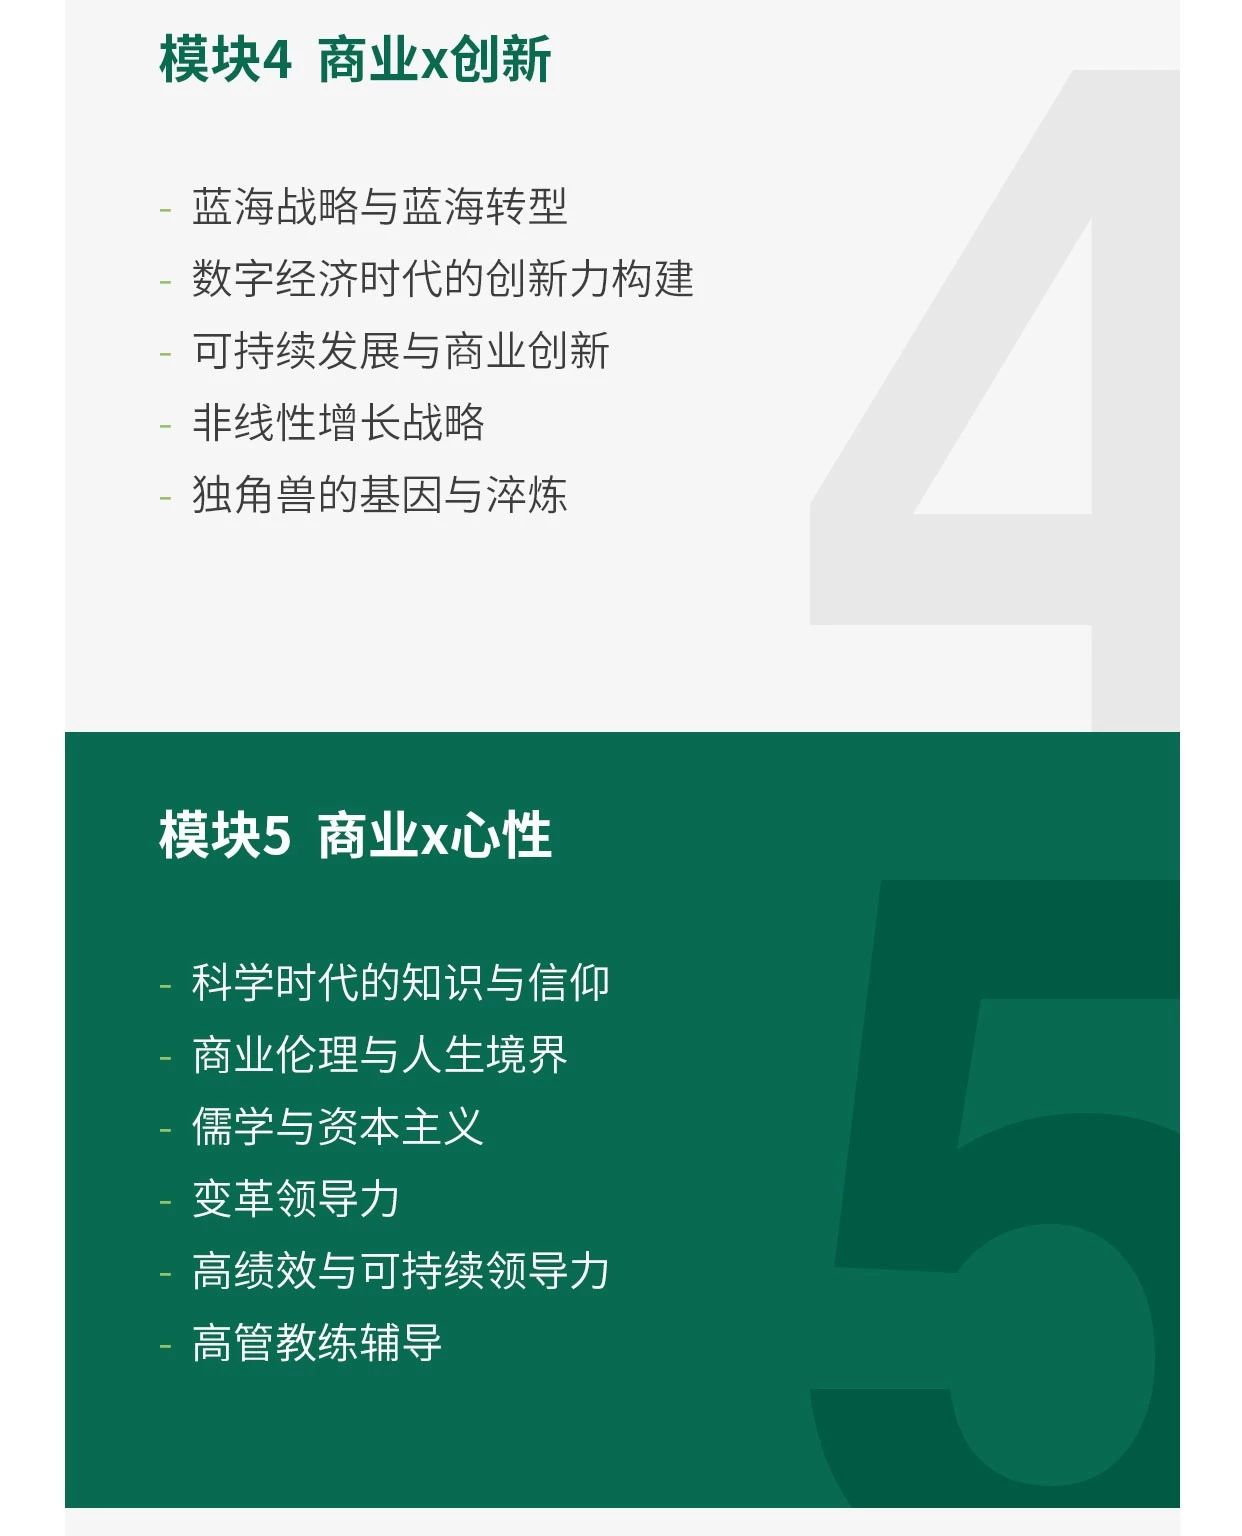 模块4 商业x创新
- 蓝海战略与蓝海转型
- 数字经济时代的创新力构建
- 可持续发展与商业创新
- 非线性增长战略
- 独角兽的基因与淬炼
4
模块5 商业x心性
- 科学时代的知识与信仰
- 商业伦理与人生境界
- 儒学与资本主义
- 变革领导力
- 高绩效与可持续领导力
- 高管教练辅导
5